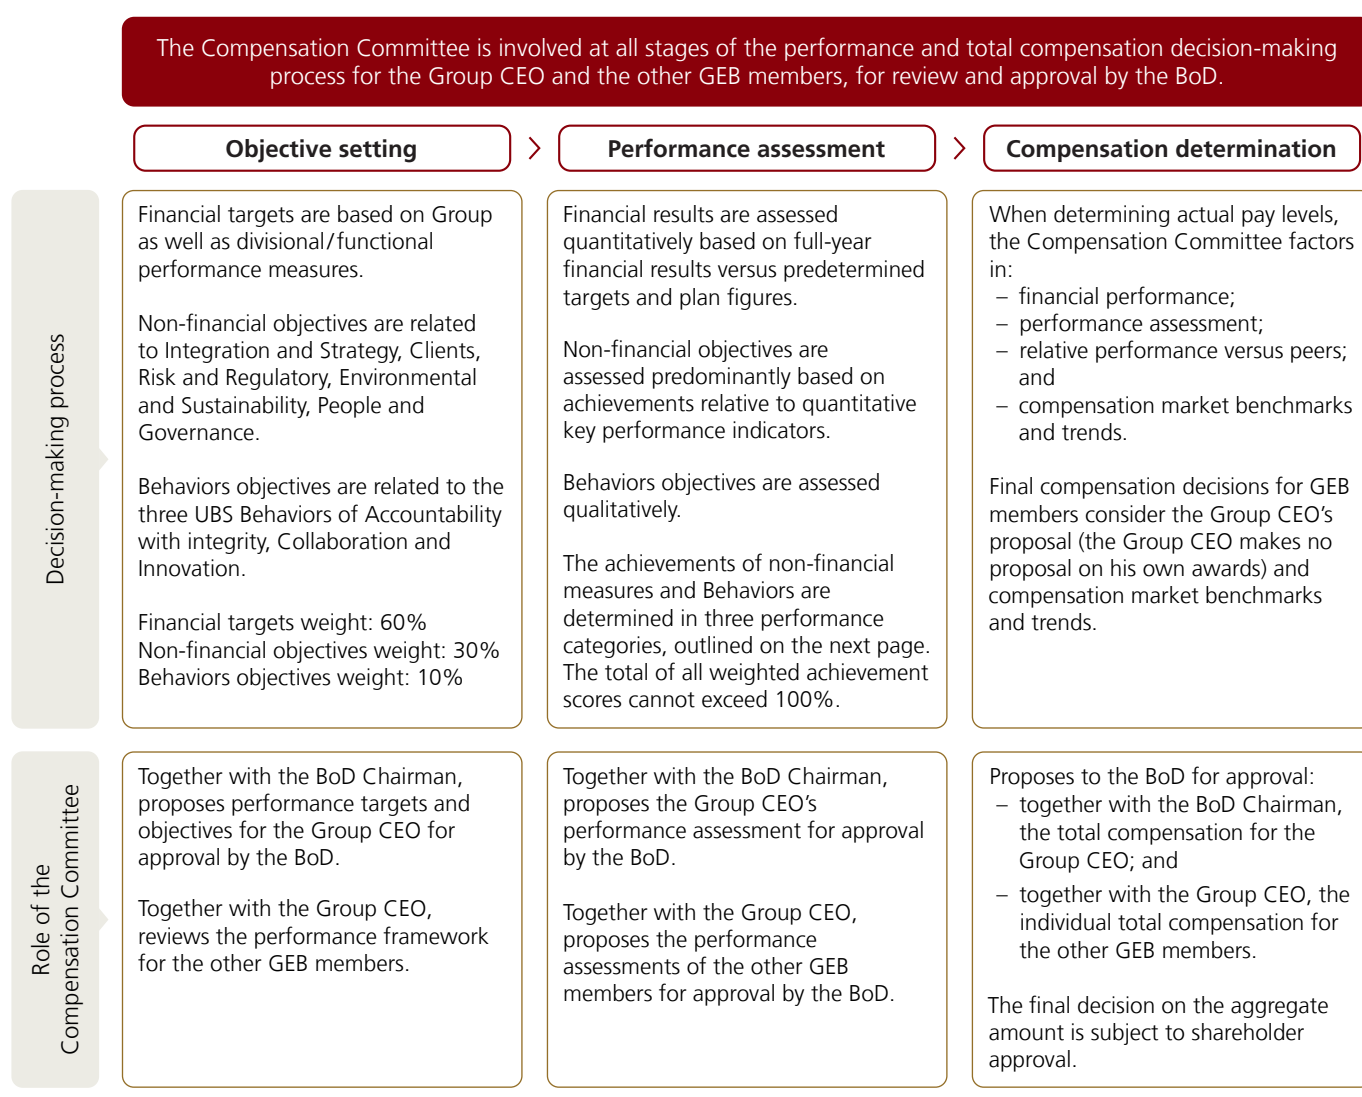 The Compensation Committee is involved at all stages of the performance and total compensation decision-making
process for the Group CEO and the other GEB members, for review and approval by the BoD.
Objective setting
Performance assessment
Compensation determination
Decision-making process
Financial targets are based on Group
as well as divisional/functional
performance measures.
Non-financial objectives are related
to Integration and Strategy, Clients,
Risk and Regulatory, Environmental
and Sustainability, People and
Governance.
Behaviors objectives are related to the
three UBS Behaviors of Accountability
with integrity, Collaboration and
Innovation.
Financial targets weight: 60%
Non-financial objectives weight: 30%
Behaviors objectives weight: 10%
Financial results are assessed
quantitatively based on full-year
financial results versus predetermined
targets and plan figures.
Non-financial objectives are
assessed predominantly based on
achievements relative to quantitative
key performance indicators.
Behaviors objectives are assessed
qualitatively.
The achievements of non-financial
measures and Behaviors are
determined in three performance
categories, outlined on the next page.
The total of all weighted achievement
scores cannot exceed 100%.
When determining actual pay levels,
the Compensation Committee factors
in:
– financial performance;
– performance assessment;
– relative performance versus peers;
and
– compensation market benchmarks
and trends.
Final compensation decisions for GEB
members consider the Group CEO's
proposal (the Group CEO makes no
proposal on his own awards) and
compensation market benchmarks
and trends.
Role of the
Compensation Committee
Together with the BoD Chairman,
proposes performance targets and
objectives for the Group CEO for
approval by the BoD.
Together with the Group CEO,
reviews the performance framework
for the other GEB members.
Together with the BoD Chairman,
proposes the Group CEO's
performance assessment for approval
by the BoD.
Together with the Group CEO,
proposes the performance
assessments of the other GEB
members for approval by the BoD.
Proposes to the BoD for approval:
– together with the BoD Chairman,
the total compensation for the
Group CEO; and
– together with the Group CEO, the
individual total compensation for
the other GEB members.
The final decision on the aggregate
amount is subject to shareholder
approval.